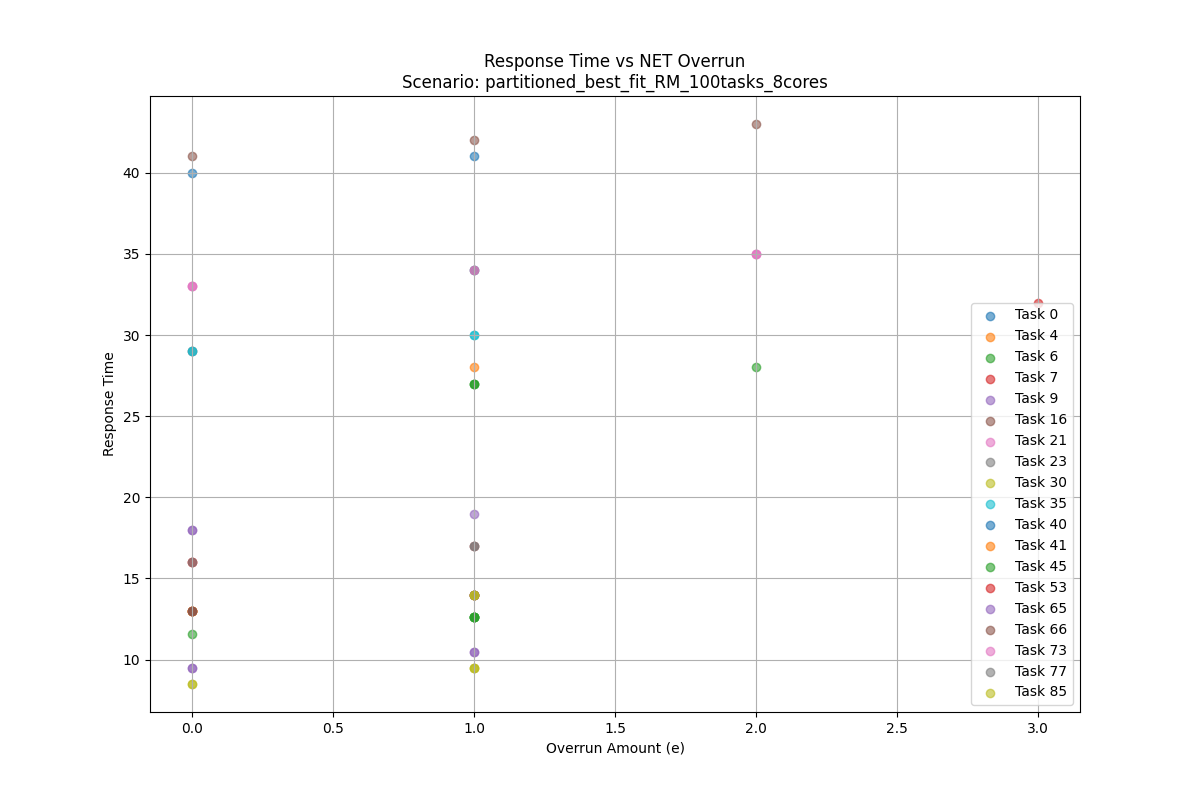 Response Time vs NET Overrun
Scenario: partitioned_best_fit_RM_100tasks_8cores
Response Time
40
35
30
25
20
15
10
Task 0
Task 4
Task 6
Task 7
Task 9
Task 16
Task 21
Task 23
Task 30
Task 35
Task 40
Task 41
Task 45
Task 53
Task 65
Task 66
Task 73
Task 77
Task 85
0.0 0.5 1.0 1.5 2.0 2.5 3.0
Overrun Amount (e)